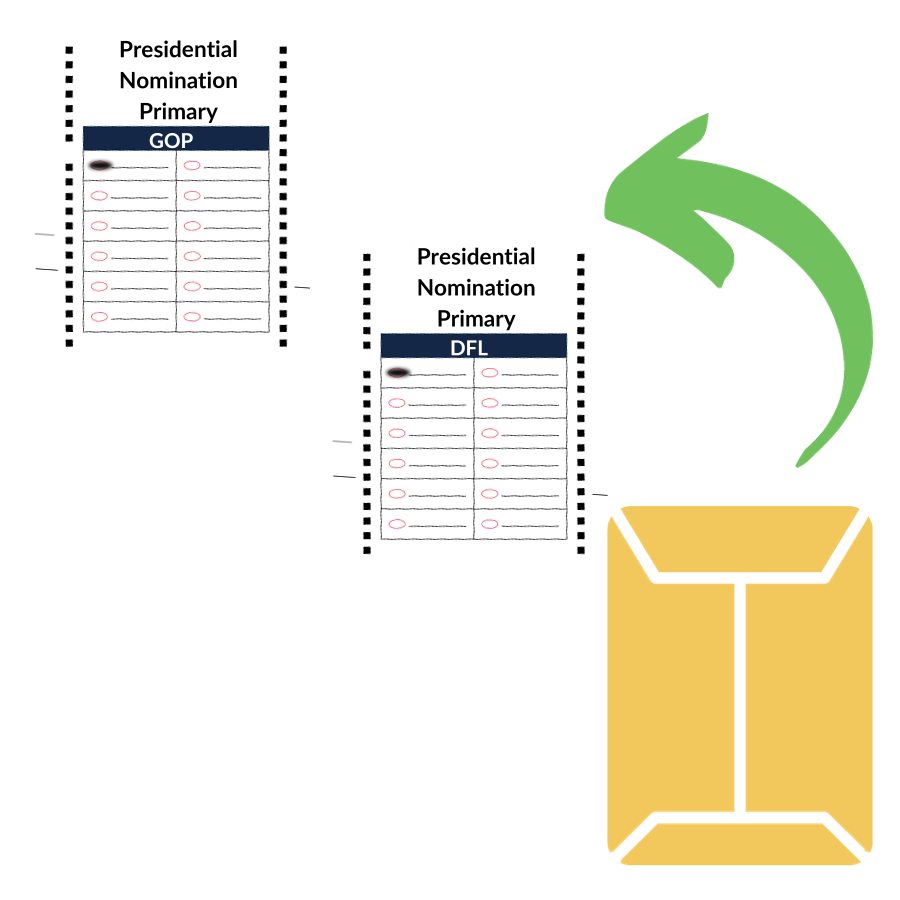 Presidential
Nomination
Primary
GOP
Presidential
Nomination
Primary
DFL